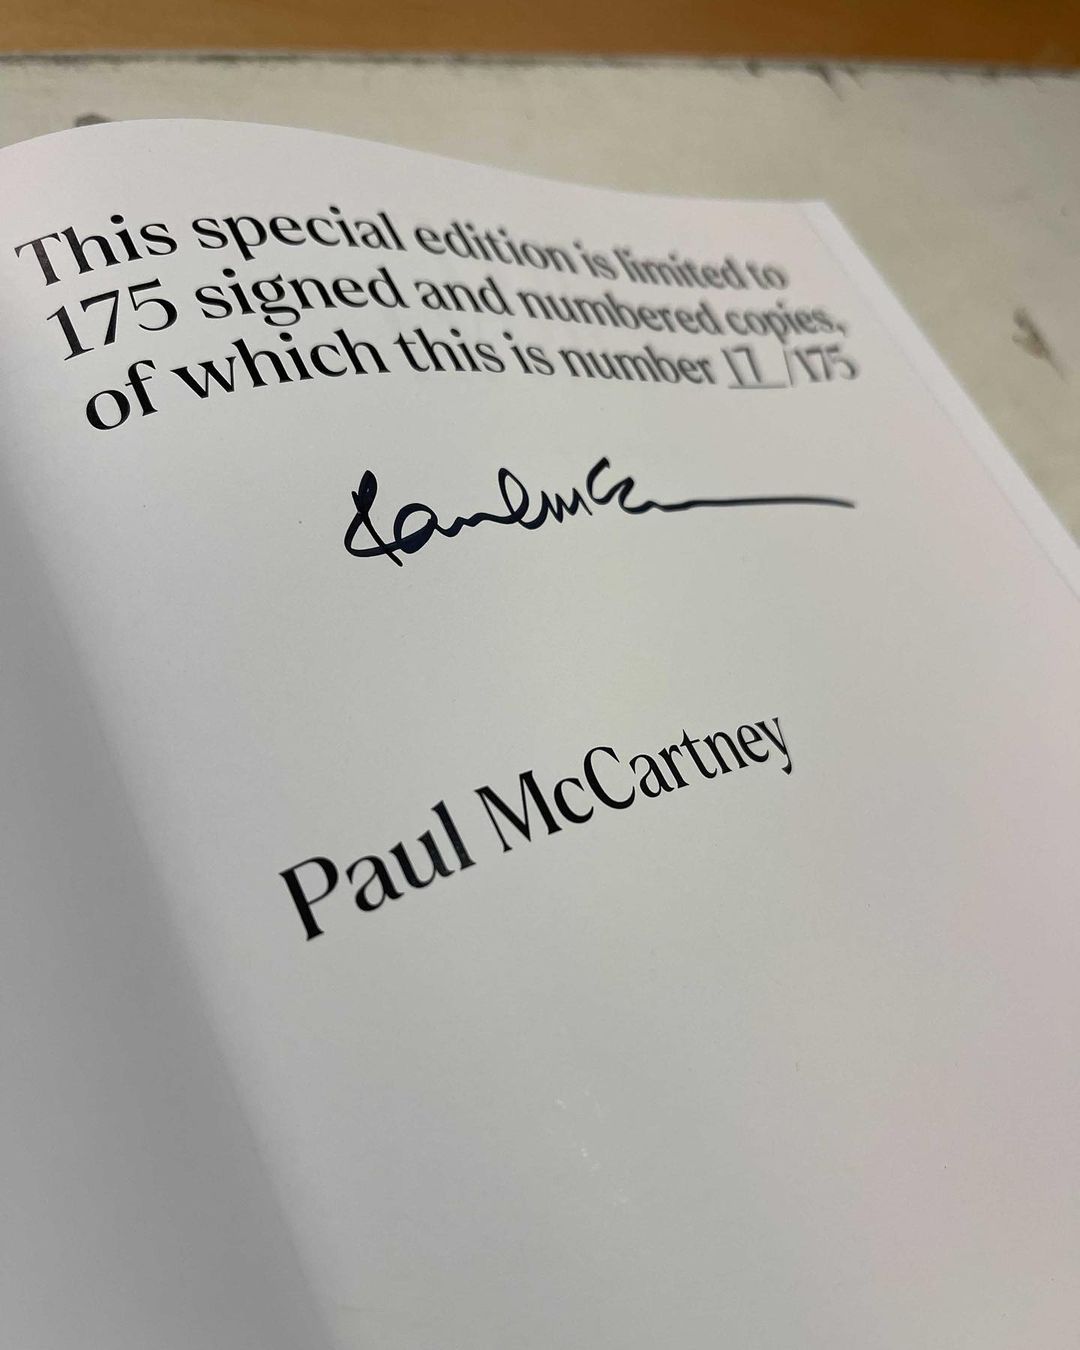 This special edition is limited to
175 signed and numbered copies,
of which this is number 17 /175
Paul McCartney